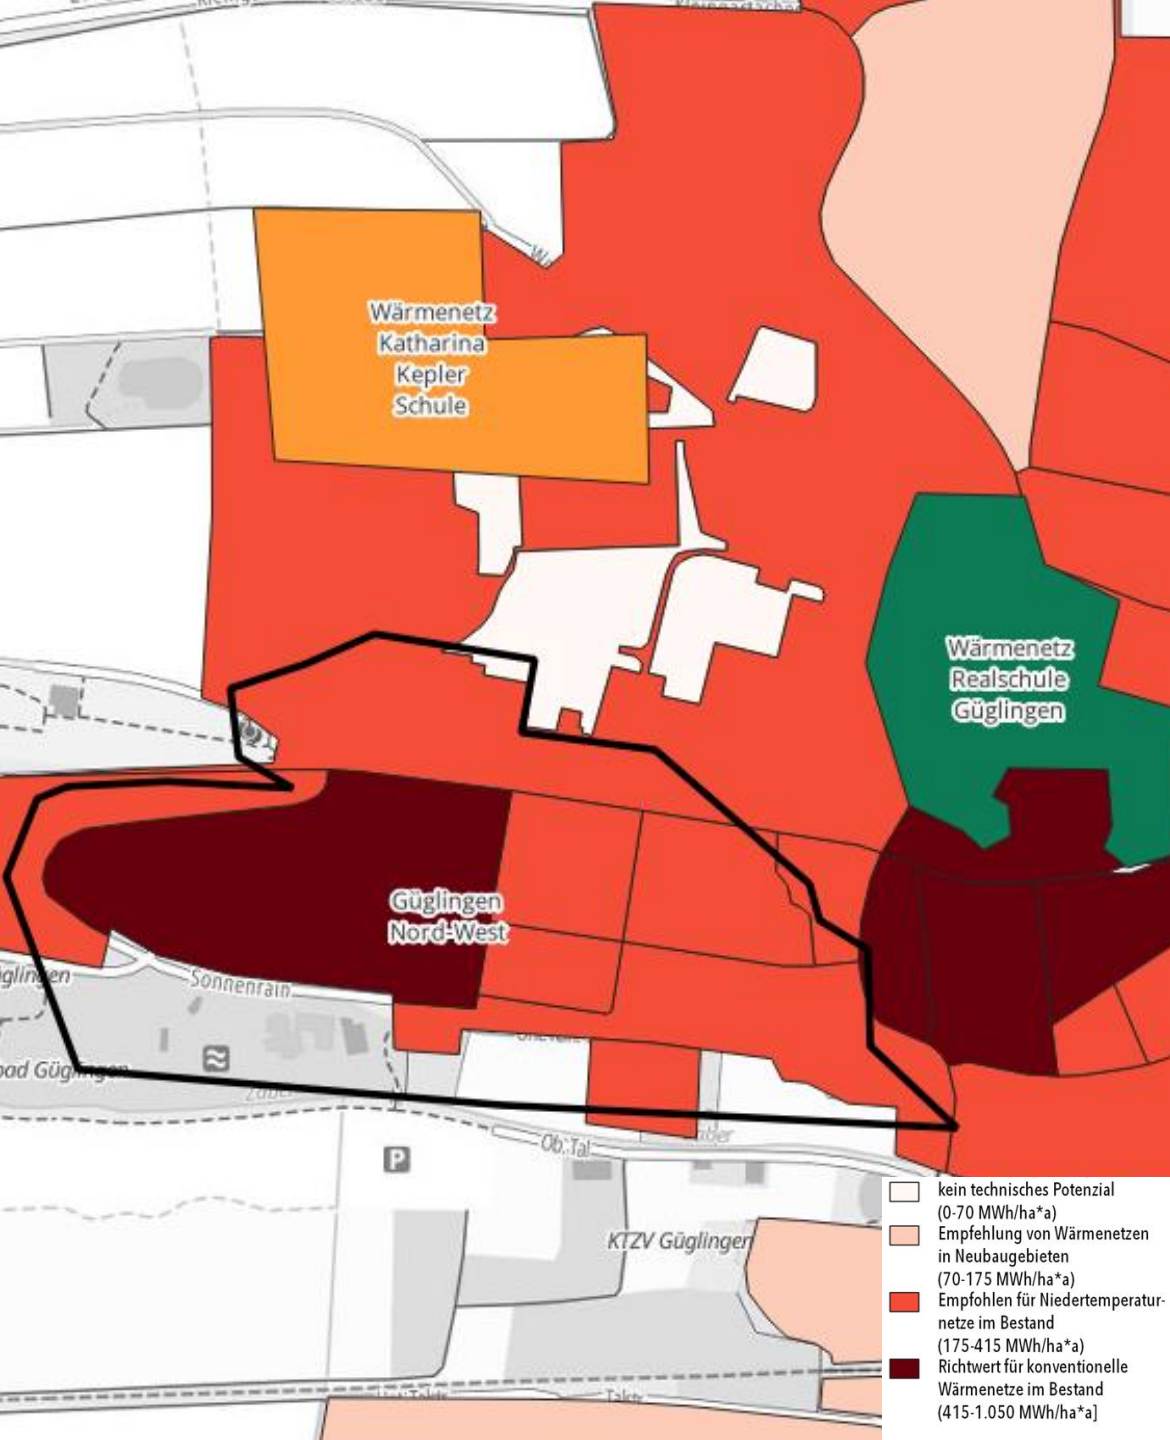 Wärmenetz
Katharina
Kepler
Schule
Wärmenetz
Realschule
Güglingen
Güglingen
Nord-West
Sonnenrain
Ob. Tal
P
KTZV Güglingen
kein technisches Potenzial
(0-70 MWh/ha*a)
Empfehlung von Wärmenetzen
in Neubaugebieten
(70-175 MWh/ha*a)
Empfohlen für Niedertemperatur-
netze im Bestand
(175-415 MWh/ha*a)
Richtwert für konventionelle
Wärmenetze im Bestand
(415-1.050 MWh/ha*a]